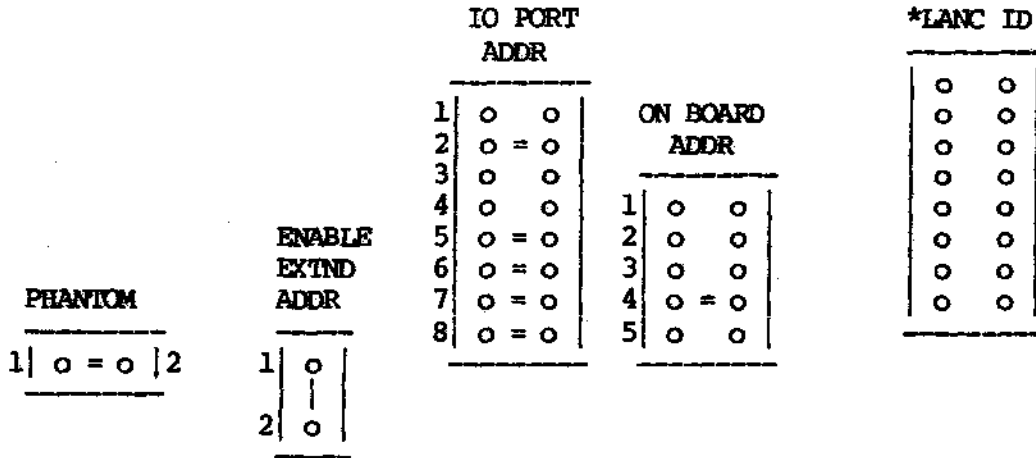 IO PORT
ADDR
*LANC ID
1 o o
2 o = o
3 o o
4 o o
5 o = o
6 o = o
7 o = o
8 o = o
ON BOARD
ADDR
1 o o
2 o o
3 o o
4 o = o
5 o o
o o
o o
o o
o o
o o
o o
o o
o o
ENABLE
EXTND
ADDR
1 o
2 o
PHANTOM
1 o = o 2